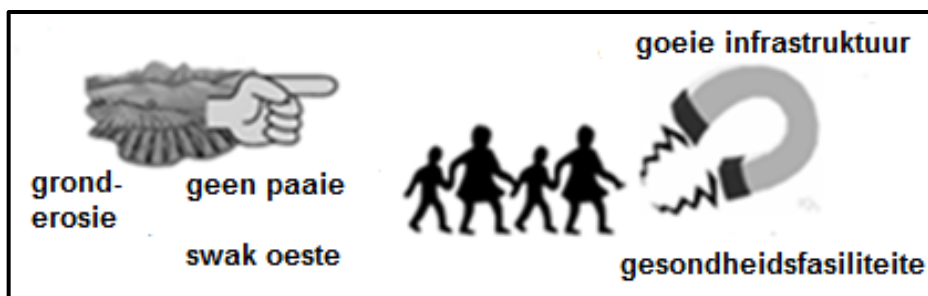 goeie infrastruktuur
grond-
erosie
geen paaie
swak oeste
gesondheidsfasiliteite